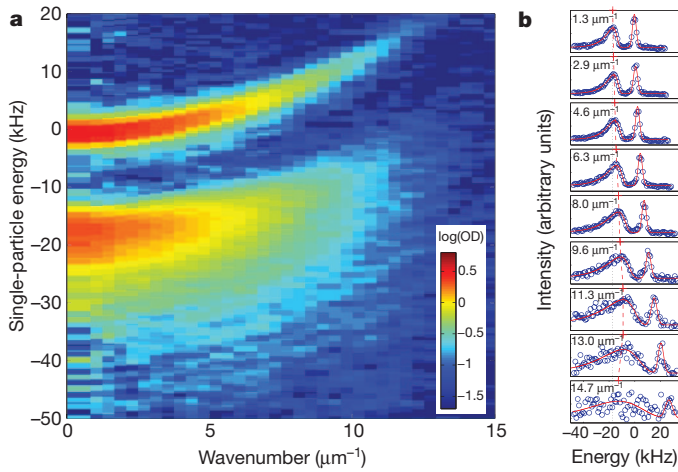 a
Single-particle energy (kHz)
20
10
0
−10
−20
−30
−40
−50
0
5
10
15
Wavenumber (μm⁻¹)
log(OD)
0.5
0
−0.5
−1
−1.5
b
Intensity (arbitrary units)
1.3 μm⁻¹
2.9 μm⁻¹
4.6 μm⁻¹
6.3 μm⁻¹
8.0 μm⁻¹
9.6 μm⁻¹
11.3 μm⁻¹
13.0 μm⁻¹
14.7 μm⁻¹
−40 −20 0 20
Energy (kHz)